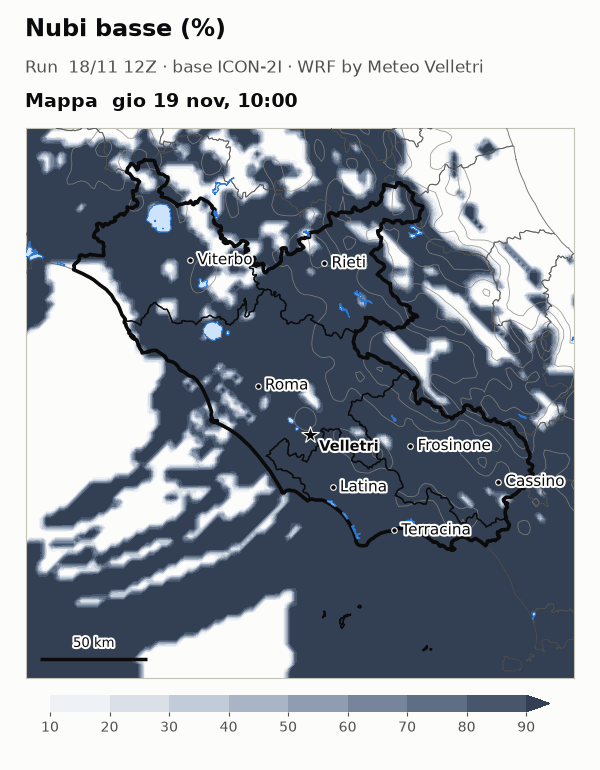 Nubi basse (%)
Run  18/11 12Z · base ICON-2I · WRF by Meteo Velletri
Mappa  gio 19 nov, 10:00
Viterbo
Rieti
Roma
Velletri
Frosinone
Latina
Cassino
Terracina
50 km
10 20 30 40 50 60 70 80 90